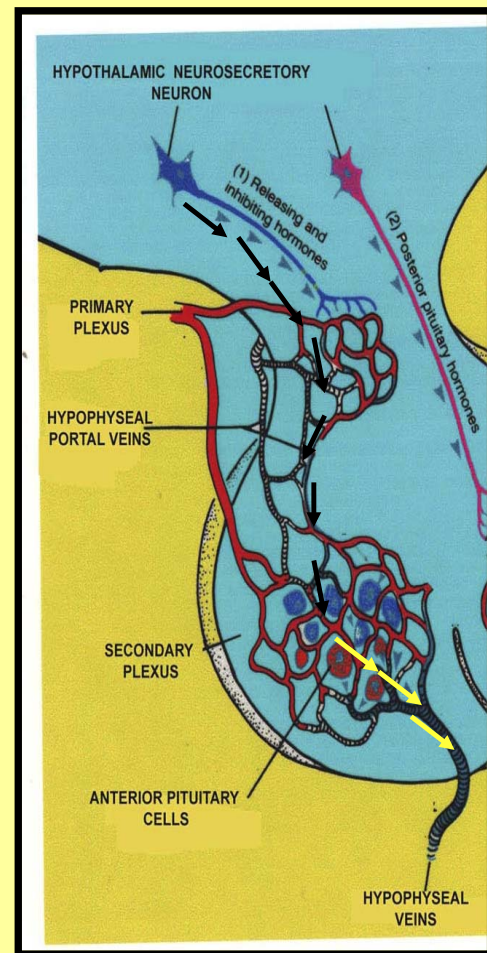 HYPOTHALAMIC NEUROSECRETORY
NEURON
(1) Releasing and
inhibiting hormones
(2) Posterior pituitary hormones
PRIMARY
PLEXUS
HYPOPHYSEAL
PORTAL VEINS
SECONDARY
PLEXUS
ANTERIOR PITUITARY
CELLS
HYPOPHYSEAL
VEINS